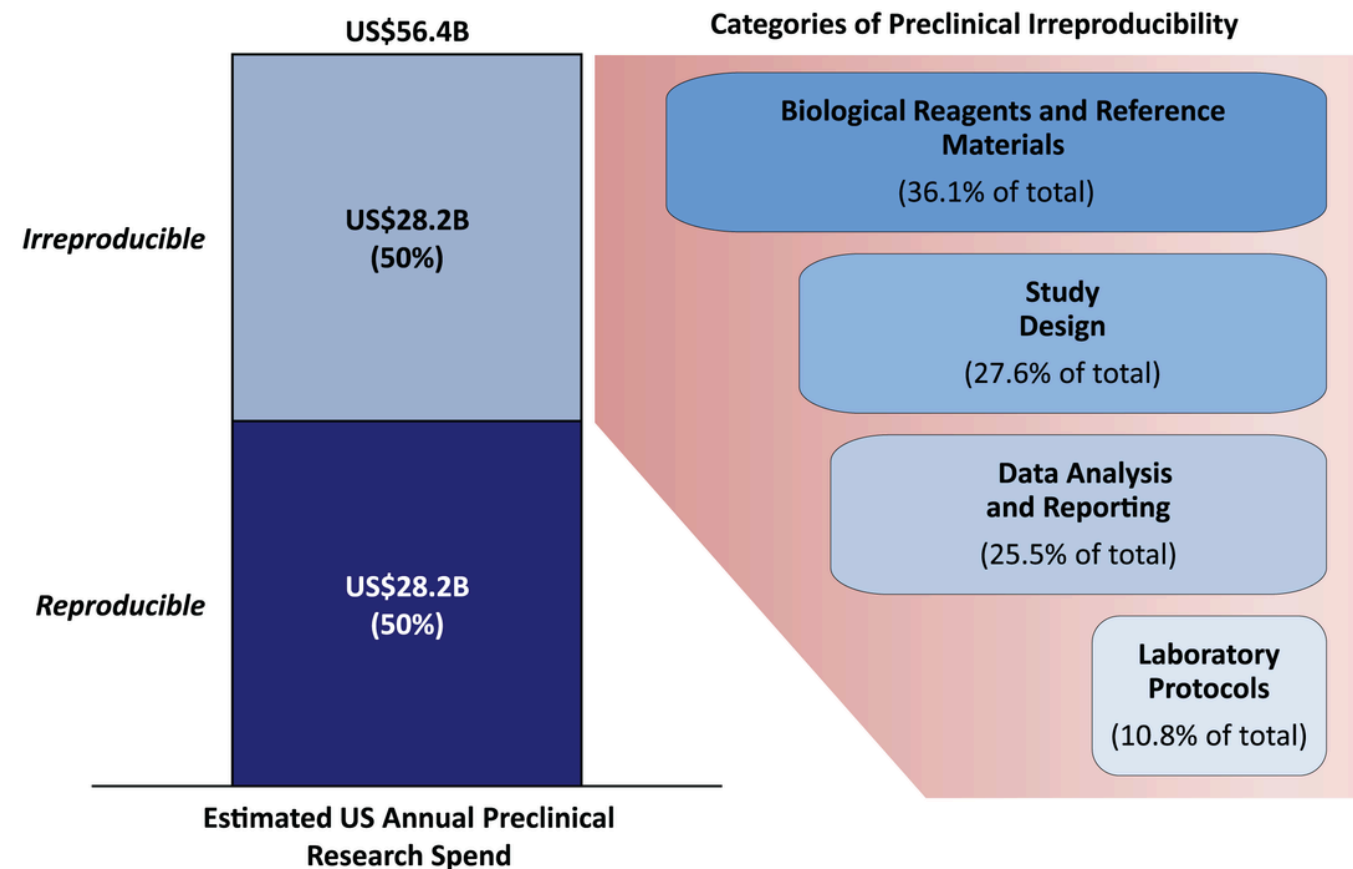 US$56.4B
Irreproducible
US$28.2B
(50%)
Reproducible
US$28.2B
(50%)
Estimated US Annual Preclinical
Research Spend
Categories of Preclinical Irreproducibility
Biological Reagents and Reference
Materials
(36.1% of total)
Study
Design
(27.6% of total)
Data Analysis
and Reporting
(25.5% of total)
Laboratory
Protocols
(10.8% of total)